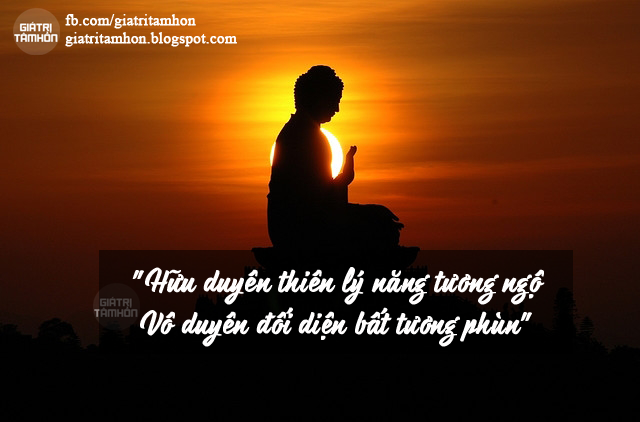 GIÁ TRỊ
TÂM HỒN
fb.com/giatritamhon
giatritamhon.blogspot.com
"Hữu duyên thiên lý năng tương ngộ
GIÁ TRỊ
TÂM HỒN
Vô duyên đối diện bất tương phùn"